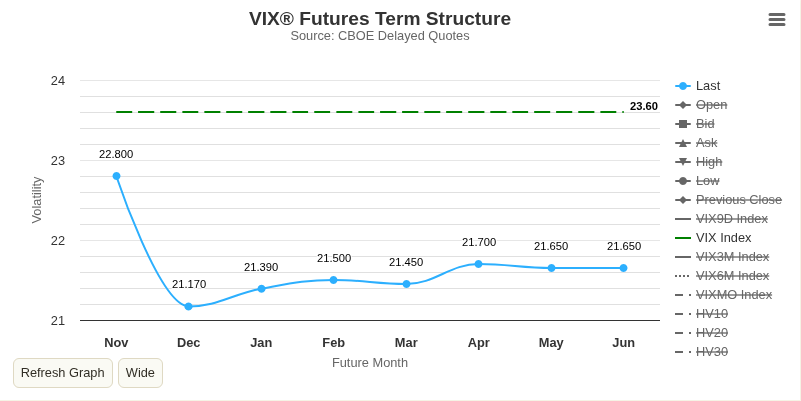 VIX® Futures Term Structure
Source: CBOE Delayed Quotes
Volatility
24
23
22
21
23.60
22.800
21.170
21.390
21.500
21.450
21.700
21.650
21.650
Nov Dec Jan Feb Mar Apr May Jun
Future Month
Last
Open
Bid
Ask
High
Low
Previous Close
VIX9D Index
VIX Index
VIX3M Index
VIX6M Index
VIXMO Index
HV10
HV20
HV30
Refresh Graph
Wide